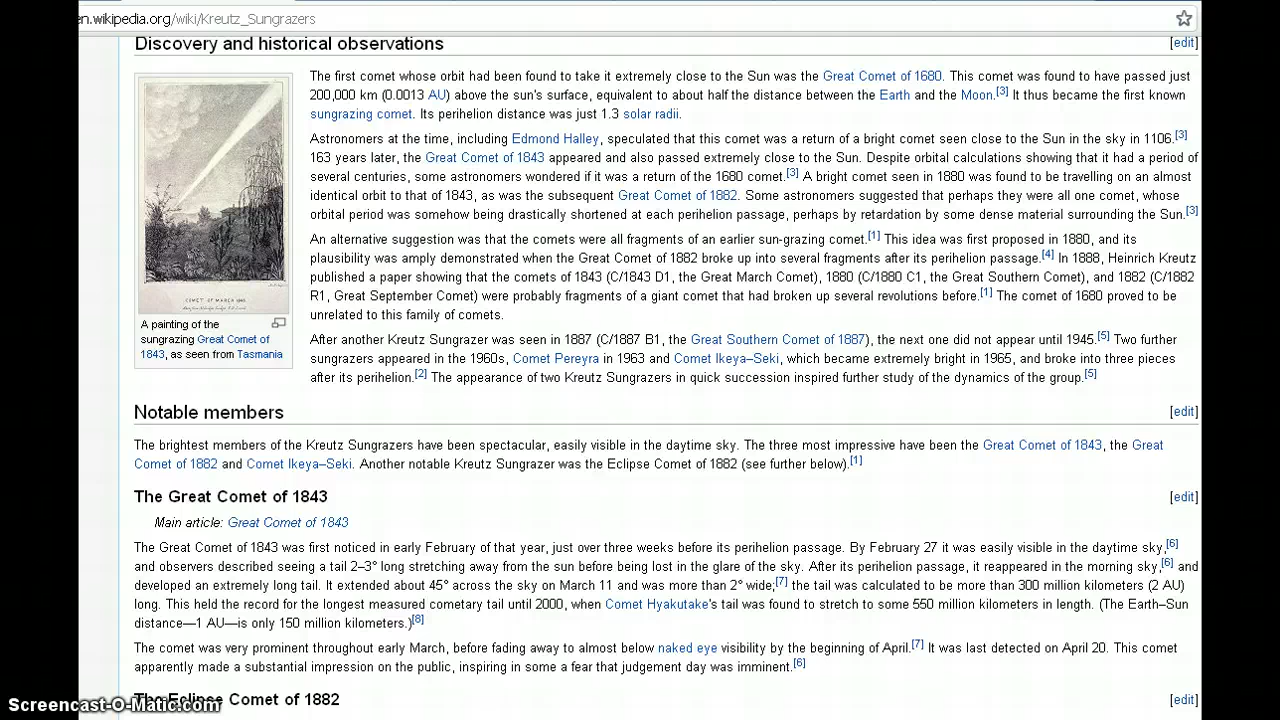 en.wikipedia.org/wiki/Kreutz_Sungrazers
Discovery and historical observations [edit]
The first comet whose orbit had been found to take it extremely close to the Sun was the Great Comet of 1680. This comet was found to have passed just
200,000 km (0.0013 AU) above the sun's surface, equivalent to about half the distance between the Earth and the Moon.[3] It thus became the first known
sungrazing comet. Its perihelion distance was just 1.3 solar radii.
Astronomers at the time, including Edmond Halley, speculated that this comet was a return of a bright comet seen close to the Sun in the sky in 1106.[3]
163 years later, the Great Comet of 1843 appeared and also passed extremely close to the Sun. Despite orbital calculations showing that it had a period of
several centuries, some astronomers wondered if it was a return of the 1680 comet.[3] A bright comet seen in 1880 was found to be travelling on an almost
identical orbit to that of 1843, as was the subsequent Great Comet of 1882. Some astronomers suggested that perhaps they were all one comet, whose
orbital period was somehow being drastically shortened at each perihelion passage, perhaps by retardation by some dense material surrounding the Sun.[3]
An alternative suggestion was that the comets were all fragments of an earlier sun-grazing comet.[1] This idea was first proposed in 1880, and its
plausibility was amply demonstrated when the Great Comet of 1882 broke up into several fragments after its perihelion passage.[4] In 1888, Heinrich Kreutz
published a paper showing that the comets of 1843 (C/1843 D1, the Great March Comet), 1880 (C/1880 C1, the Great Southern Comet), and 1882 (C/1882
R1, Great September Comet) were probably fragments of a giant comet that had broken up several revolutions before.[1] The comet of 1680 proved to be
unrelated to this family of comets.
COMET OF MARCH 1843.
A painting of the
sungrazing Great Comet of
1843, as seen from Tasmania
After another Kreutz Sungrazer was seen in 1887 (C/1887 B1, the Great Southern Comet of 1887), the next one did not appear until 1945.[5] Two further
sungrazers appeared in the 1960s, Comet Pereyra in 1963 and Comet Ikeya–Seki, which became extremely bright in 1965, and broke into three pieces
after its perihelion.[2] The appearance of two Kreutz Sungrazers in quick succession inspired further study of the dynamics of the group.[5]
Notable members [edit]
The brightest members of the Kreutz Sungrazers have been spectacular, easily visible in the daytime sky. The three most impressive have been the Great Comet of 1843, the Great
Comet of 1882 and Comet Ikeya–Seki. Another notable Kreutz Sungrazer was the Eclipse Comet of 1882 (see further below).[1]
The Great Comet of 1843 [edit]
Main article: Great Comet of 1843
The Great Comet of 1843 was first noticed in early February of that year, just over three weeks before its perihelion passage. By February 27 it was easily visible in the daytime sky,[6]
and observers described seeing a tail 2–3° long stretching away from the sun before being lost in the glare of the sky. After its perihelion passage, it reappeared in the morning sky,[6] and
developed an extremely long tail. It extended about 45° across the sky on March 11 and was more than 2° wide;[7] the tail was calculated to be more than 300 million kilometers (2 AU)
long. This held the record for the longest measured cometary tail until 2000, when Comet Hyakutake's tail was found to stretch to some 550 million kilometers in length. (The Earth–Sun
distance—1 AU—is only 150 million kilometers.)[8]
The comet was very prominent throughout early March, before fading away to almost below naked eye visibility by the beginning of April.[7] It was last detected on April 20. This comet
apparently made a substantial impression on the public, inspiring in some a fear that judgement day was imminent.[6]
The Eclipse Comet of 1882 [edit]
Screencast-O-Matic.com